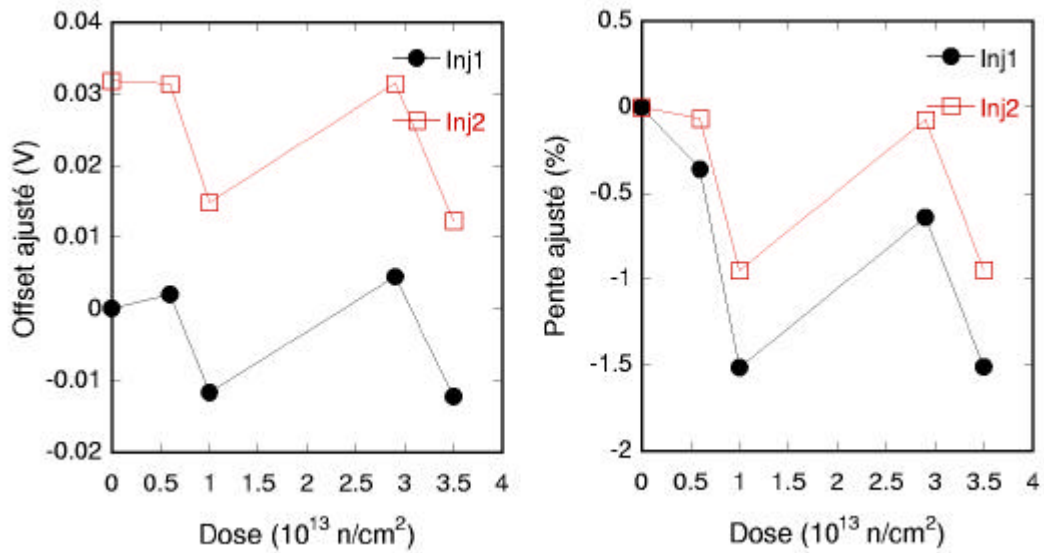 Offset ajusté (V)
0.04
0.03
0.02
0.01
0
-0.01
-0.02
Inj1
Inj2
0 0.5 1 1.5 2 2.5 3 3.5 4
Dose (10¹³ n/cm²)
Pente ajusté (%)
0.5
0
-0.5
-1
-1.5
-2
Inj1
Inj2
0 0.5 1 1.5 2 2.5 3 3.5 4
Dose (10¹³ n/cm²)